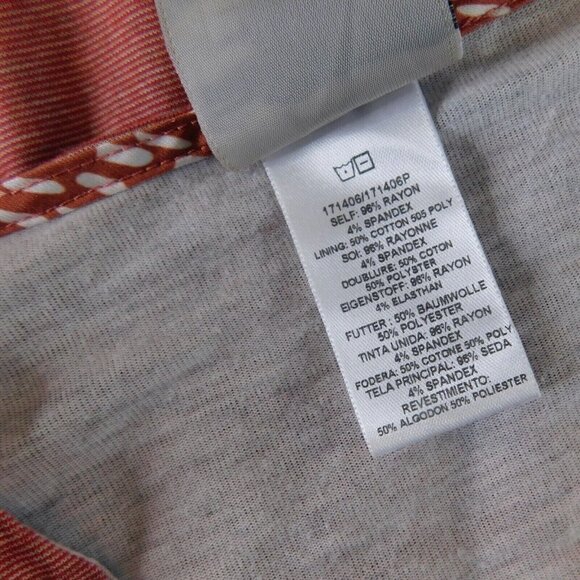 171406/171406P
SELF: 96% RAYON
4% SPANDEX
LINING: 50% COTTON 505 POLY
SOI: 96% RAYONNE
4% SPANDEX
DOUBLURE: 50% COTON
50% POLYSTER
EIGENSTOFF: 96% RAYON
4% ELASTHAN
FUTTER : 50% BAUMWOLLE
50% POLYESTER
TINTA UNIDA: 96% RAYON
4% SPANDEX
FODERA: 50% COTONE 50% POLY
TELA PRINCIPAL: 96% SEDA
4% SPANDEX
REVESTIMIENTO:
50% ALGODON 50% POLIESTER